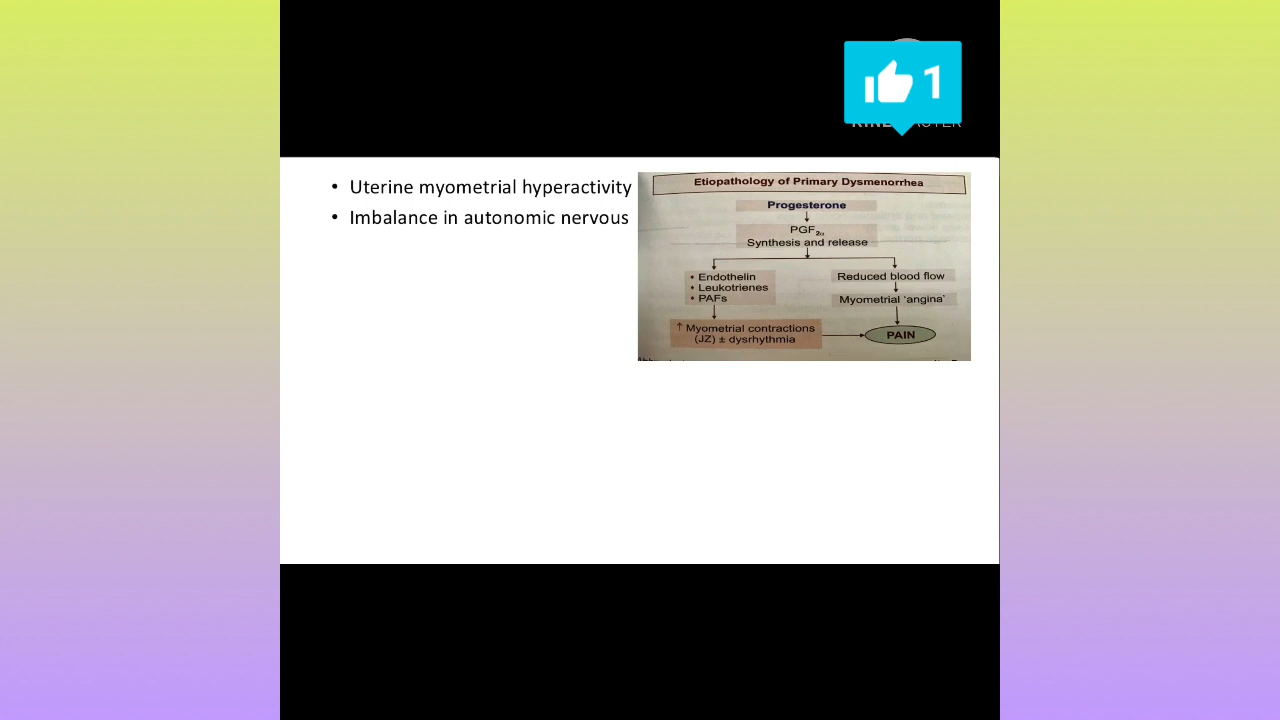 1
• Uterine myometrial hyperactivity
• Imbalance in autonomic nervous
Etiopathology of Primary Dysmenorrhea
Progesterone
PGF2α
Synthesis and release
• Endothelin
• Leukotrienes
• PAFs
↑ Myometrial contractions
(JZ) ± dysrhythmia
Reduced blood flow
Myometrial 'angina'
PAIN